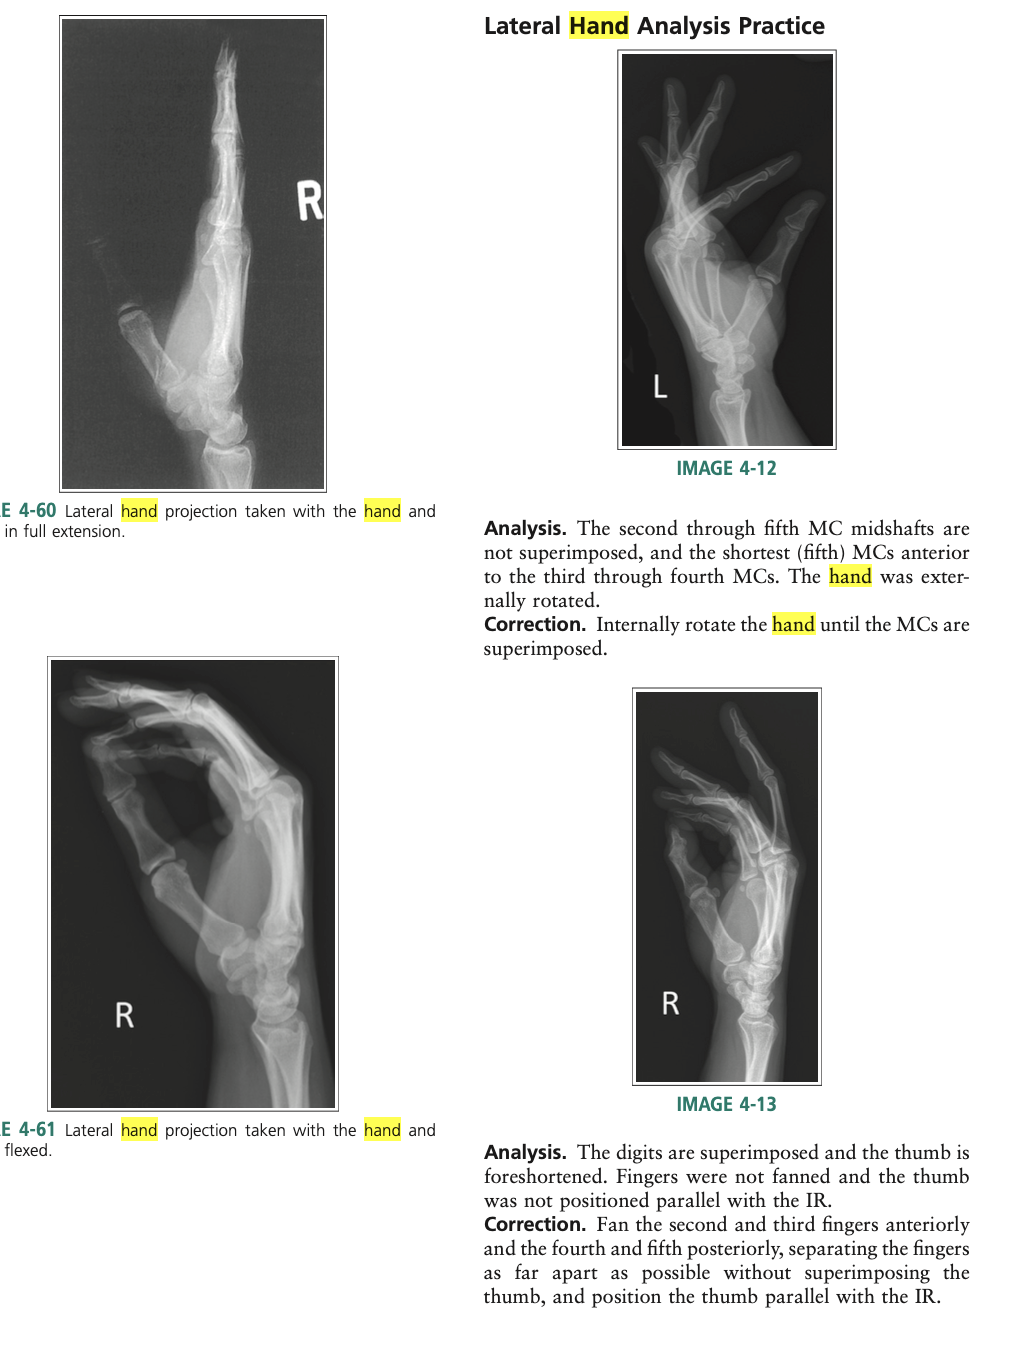 R
E 4-60 Lateral hand projection taken with the hand and
in full extension.
R
E 4-61 Lateral hand projection taken with the hand and
flexed.
Lateral Hand Analysis Practice
L
IMAGE 4-12
Analysis. The second through fifth MC midshafts are
not superimposed, and the shortest (fifth) MCs anterior
to the third through fourth MCs. The hand was exter-
nally rotated.
Correction. Internally rotate the hand until the MCs are
superimposed.
R
IMAGE 4-13
Analysis. The digits are superimposed and the thumb is
foreshortened. Fingers were not fanned and the thumb
was not positioned parallel with the IR.
Correction. Fan the second and third fingers anteriorly
and the fourth and fifth posteriorly, separating the fingers
as far apart as possible without superimposing the
thumb, and position the thumb parallel with the IR.